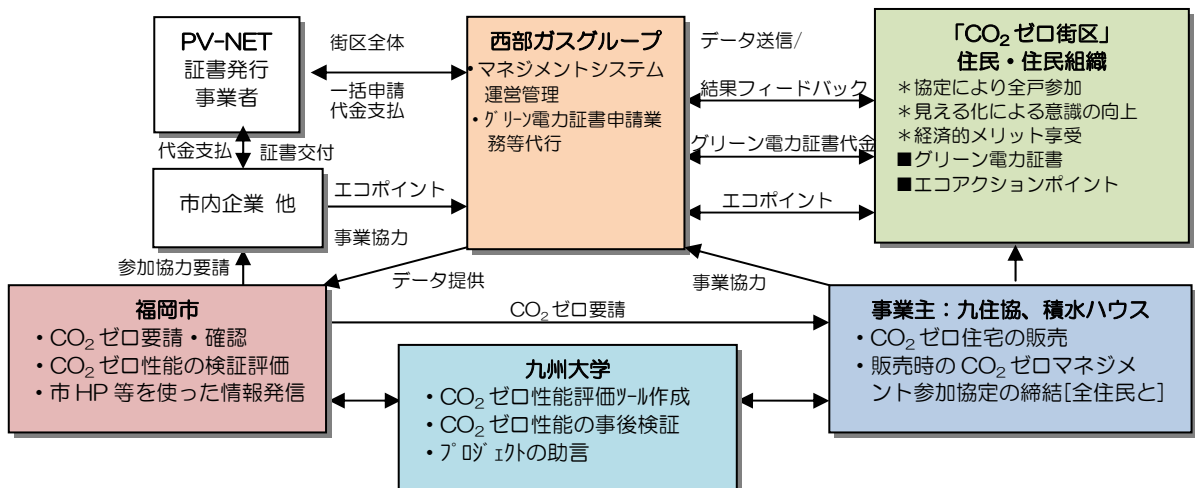 PV-NET
証書発行
事業者
街区全体
一括申請
代金支払
西部ガスグループ
・マネジメントシステム
運営管理
・グリーン電力証書申請業
務等代行
データ送信/
結果フィードバック
グリーン電力証書代金
エコポイント
「CO₂ゼロ街区」
住民・住民組織
＊協定により全戸参加
＊見える化による意識の向上
＊経済的メリット享受
■グリーン電力証書
■エコアクションポイント
代金支払
証書交付
市内企業 他
エコポイント
事業協力
参加協力要請
データ提供
事業協力
福岡市
・CO₂ゼロ要請・確認
・CO₂ゼロ性能の検証評価
・市HP等を使った情報発信
CO₂ゼロ要請
九州大学
・CO₂ゼロ性能評価ﾂｰﾙ作成
・CO₂ゼロ性能の事後検証
・ﾌﾟﾛｼﾞｪｸﾄの助言
事業主：九住協、積水ハウス
・CO₂ゼロ住宅の販売
・販売時のCO₂ゼロマネジメ
ント参加協定の締結[全住民と]